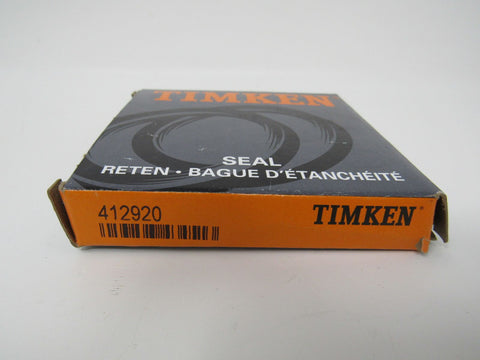 TIMKEN
SEAL
RETEN · BAGUE D'ÉTANCHÉITÉ
412920
TIMKEN